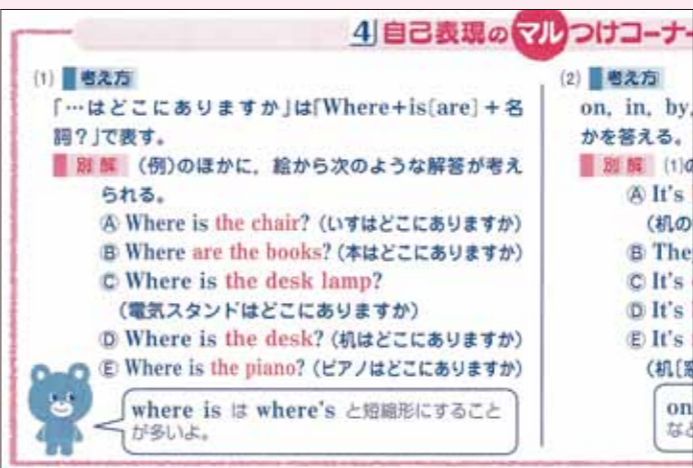 4 自己表現のマルつけコーナー
(1) 考え方
「…はどこにありますか」は「Where+is[are]+名
詞?」で表す。
別解 (例)のほかに，絵から次のような解答が考え
られる。
Ⓐ Where is the chair? (いすはどこにありますか)
Ⓑ Where are the books? (本はどこにありますか)
Ⓒ Where is the desk lamp?
(電気スタンドはどこにありますか)
Ⓓ Where is the desk? (机はどこにありますか)
Ⓔ Where is the piano? (ピアノはどこにありますか)
where is は where's と短縮形にすること
が多いよ。
(2) 考え方
on, in, by,
かを答える。
別解 (1)の
Ⓐ It's
(机の
Ⓑ They
Ⓒ It's
Ⓓ It's
Ⓔ It's
(机[窓
on
など